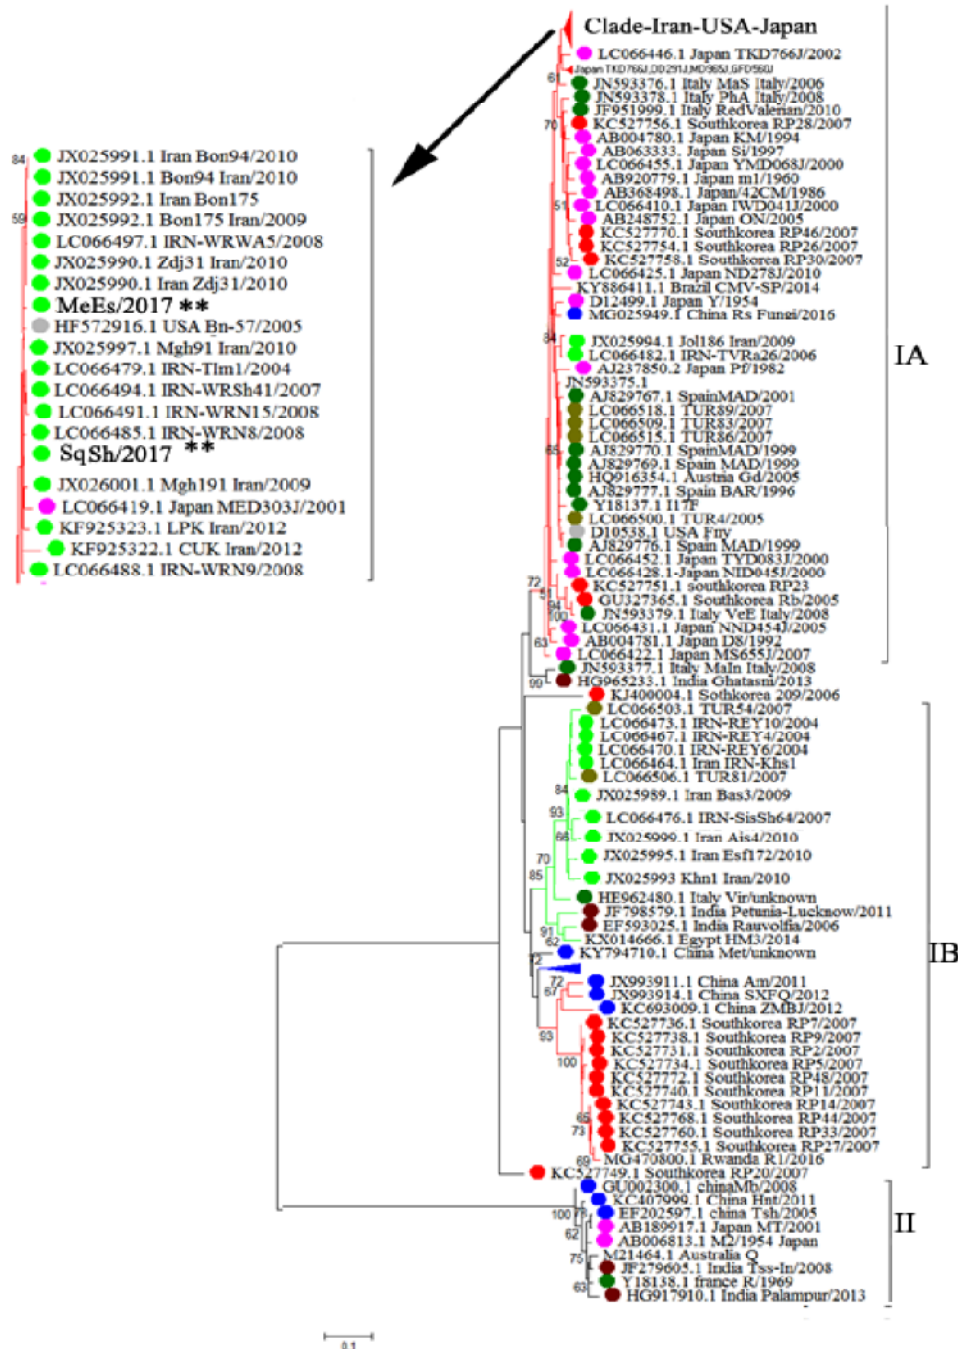 Clade-Iran-USA-Japan
LC066446.1 Japan TKD766J/2002
61
JN593376.1 Italy MaS Italy/2006
JN593378.1 Italy PhA Italy/2008
JF951999.1 Italy RedValerian/2010
70
KC527756.1 Southkorea RP28/2007
AB004780.1 Japan KM/1994
AB063333. Japan Si/1997
LC066455.1 Japan YMD068J/2000
AB920779.1 Japan m1/1960
AB368498.1 Japan/42CM/1986
51
LC066410.1 Japan IWD041J/2000
AB248752.1 Japan ON/2005
KC527770.1 Southkorea RP46/2007
KC527754.1 Southkorea RP26/2007
52
KC527758.1 Southkorea RP30/2007
LC066425.1 Japan ND278J/2010
KY886411.1 Brazil CMV-SP/2014
D12499.1 Japan Y/1954
MG025949.1 China Rs Fungi/2016
84
JX025994.1 Jol186 Iran/2009
LC066482.1 IRN-TVRa26/2006
IA
AJ237850.2 Japan Pf/1982
JN593375.1
AJ829767.1 SpainMAD/2001
LC066518.1 TUR89/2007
LC066509.1 TUR83/2007
LC066515.1 TUR86/2007
65
AJ829770.1 SpainMAD/1999
AJ829769.1 Spain MAD/1999
HQ916354.1 Austria Gd/2005
AJ829777.1 Spain BAR/1996
Y18137.1 I17F
LC066500.1 TUR4/2005
D10538.1 USA Fny
AJ829776.1 Spain MAD/1999
LC066452.1 Japan TYD083J/2000
LC066428.1-Japan NID045J/2000
72
KC527751.1 southkorea RP23
GU327365.1 Southkorea Rb/2005
94
100
JN593379.1 Italy VeE Italy/2008
LC066431.1 Japan NND454J/2005
63
AB004781.1 Japan D8/1992
LC066422.1 Japan MS655J/2007
JN593377.1 Italy MaIn Italy/2008
99
HG965233.1 India Ghatasni/2013
84
JX025991.1 Iran Bon94/2010
JX025991.1 Bon94 Iran/2010
JX025992.1 Iran Bon175
59
JX025992.1 Bon175 Iran/2009
LC066497.1 IRN-WRWA5/2008
JX025990.1 Zdj31 Iran/2010
JX025990.1 Iran Zdj31/2010
MeEs/2017 **
HF572916.1 USA Bn-57/2005
JX025997.1 Mgh91 Iran/2010
LC066479.1 IRN-Tlm1/2004
LC066494.1 IRN-WRSh41/2007
LC066491.1 IRN-WRN15/2008
LC066485.1 IRN-WRN8/2008
SqSh/2017 **
JX026001.1 Mgh191 Iran/2009
LC066419.1 Japan MED303J/2001
KF925323.1 LPK Iran/2012
KF925322.1 CUK Iran/2012
LC066488.1 IRN-WRN9/2008
KJ400004.1 Sothkorea 209/2006
LC066503.1 TUR54/2007
LC066473.1 IRN-REY10/2004
LC066467.1 IRN-REY4/2004
LC066470.1 IRN-REY6/2004
LC066464.1 Iran IRN-Khs1
LC066506.1 TUR81/2007
84
JX025989.1 Iran Bas3/2009
93
LC066476.1 IRN-SisSh64/2007
66
JX025999.1 Iran Ais4/2010
70
JX025995.1 Iran Esf172/2010
85
JX025993 Khn1 Iran/2010
HE962480.1 Italy Vir/unknown
JF798579.1 India Petunia-Lucknow/2011
91
EF593025.1 India Rauvolfia/2006
62
KX014666.1 Egypt HM3/2014
KY794710.1 China Met/unknown
IB
72
72
67
JX993911.1 China Am/2011
JX993914.1 China SXFQ/2012
KC693009.1 China ZMBJ/2012
93
KC527736.1 Southkorea RP7/2007
KC527738.1 Southkorea RP9/2007
KC527731.1 Southkorea RP2/2007
100
KC527734.1 Southkorea RP5/2007
KC527772.1 Southkorea RP48/2007
KC527740.1 Southkorea RP11/2007
KC527743.1 Southkorea RP14/2007
65
KC527768.1 Southkorea RP44/2007
73
KC527760.1 Southkorea RP33/2007
KC527755.1 Southkorea RP27/2007
69
MG470800.1 Rwanda R1/2016
KC527749.1 Southkorea RP20/2007
GU002300.1 chinaMb/2008
KC407999.1 China Hnt/2011
100
EF202597.1 china Tsh/2005
II
AB189917.1 Japan MT/2001
62
AB006813.1 M2/1954 Japan
75
M21464.1 Australia Q
JF279605.1 India Tss-In/2008
63
Y18138.1 france R/1969
HG917910.1 India Palampur/2013
0.1